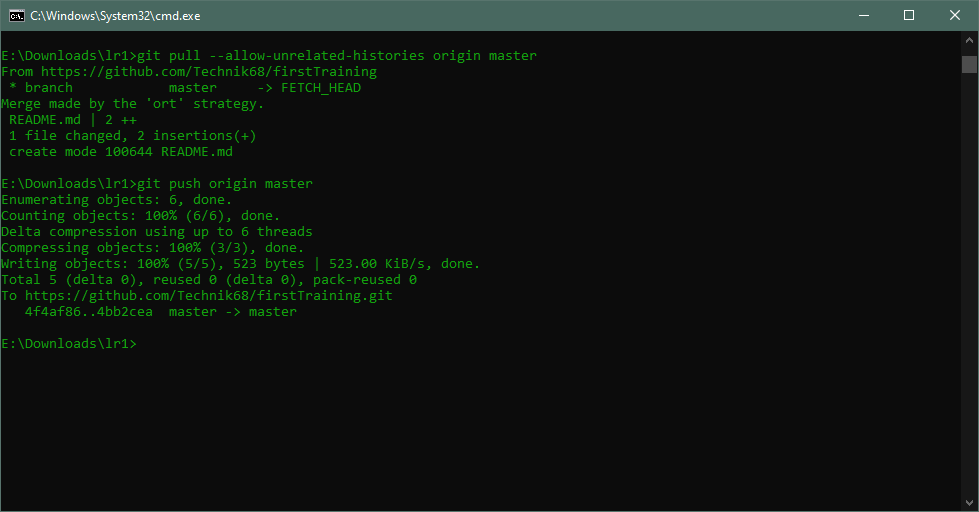 C:\Windows\System32\cmd.exe
E:\Downloads\lr1>git pull --allow-unrelated-histories origin master
From https://github.com/Technik68/firstTraining
 * branch            master     -> FETCH_HEAD
Merge made by the 'ort' strategy.
 README.md | 2 ++
 1 file changed, 2 insertions(+)
 create mode 100644 README.md
E:\Downloads\lr1>git push origin master
Enumerating objects: 6, done.
Counting objects: 100% (6/6), done.
Delta compression using up to 6 threads
Compressing objects: 100% (3/3), done.
Writing objects: 100% (5/5), 523 bytes | 523.00 KiB/s, done.
Total 5 (delta 0), reused 0 (delta 0), pack-reused 0
To https://github.com/Technik68/firstTraining.git
   4f4af86..4bb2cea  master -> master
E:\Downloads\lr1>